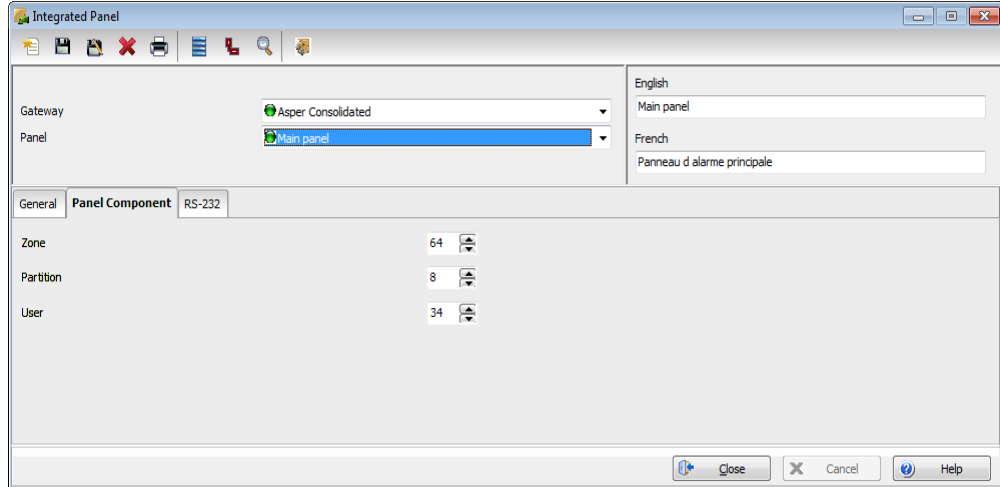 Integrated Panel
Gateway
Asper Consolidated
Panel
Main panel
English
Main panel
French
Panneau d alarme principale
General
Panel Component
RS-232
Zone
64
Partition
8
User
34
Close
Cancel
Help